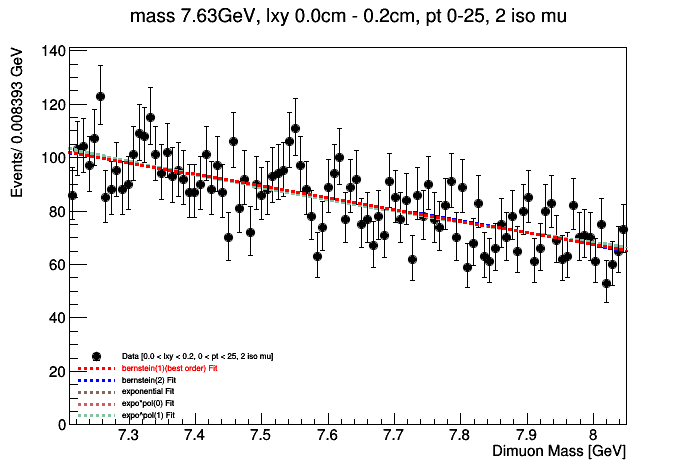 mass 7.63GeV, lxy 0.0cm - 0.2cm, pt 0-25, 2 iso mu
Events/ 0.008393 GeV
140
120
100
80
60
40
20
0
Data [0.0 < lxy < 0.2, 0 < pt < 25, 2 iso mu]
bernstein(1)(best order) Fit
bernstein(2) Fit
exponential Fit
expo*pol(0) Fit
expo*pol(1) Fit
7.3 7.4 7.5 7.6 7.7 7.8 7.9 8
Dimuon Mass [GeV]